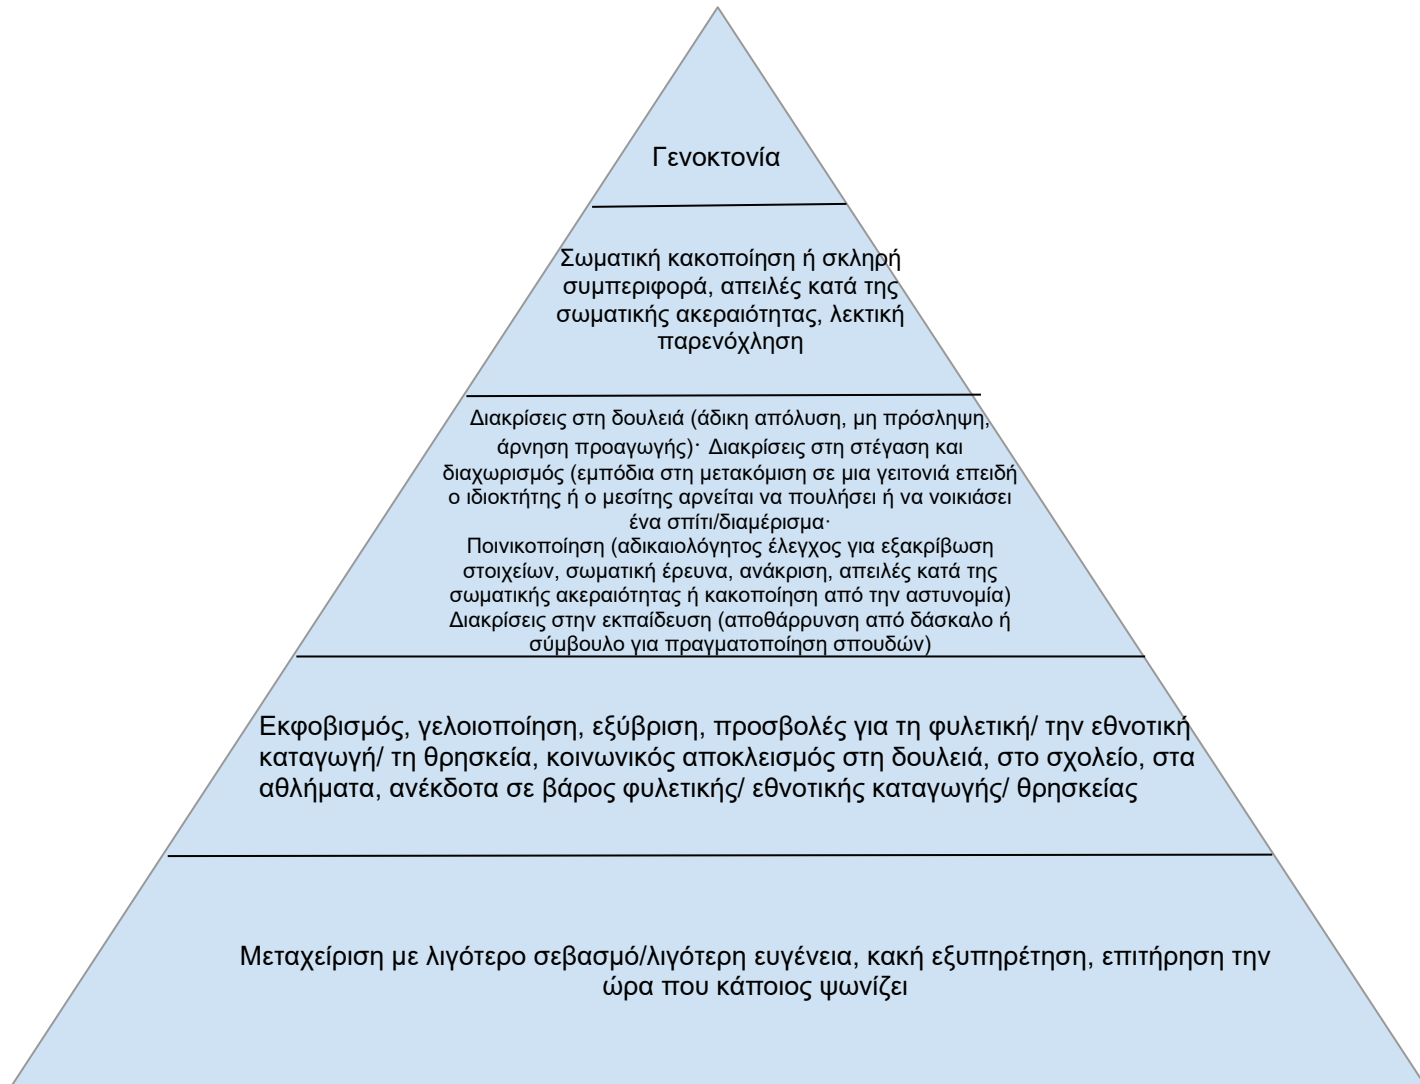 Γενοκτονία
Σωματική κακοποίηση ή σκληρή
συμπεριφορά, απειλές κατά της
σωματικής ακεραιότητας, λεκτική
παρενόχληση
Διακρίσεις στη δουλειά (άδικη απόλυση, μη πρόσληψη,
άρνηση προαγωγής)· Διακρίσεις στη στέγαση και
διαχωρισμός (εμπόδια στη μετακόμιση σε μια γειτονιά επειδή
ο ιδιοκτήτης ή ο μεσίτης αρνείται να πουλήσει ή να νοικιάσει
ένα σπίτι/διαμέρισμα·
Ποινικοποίηση (αδικαιολόγητος έλεγχος για εξακρίβωση
στοιχείων, σωματική έρευνα, ανάκριση, απειλές κατά της
σωματικής ακεραιότητας ή κακοποίηση από την αστυνομία)
Διακρίσεις στην εκπαίδευση (αποθάρρυνση από δάσκαλο ή
σύμβουλο για πραγματοποίηση σπουδών)
Εκφοβισμός, γελοιοποίηση, εξύβριση, προσβολές για τη φυλετική/ την εθνοτική
καταγωγή/ τη θρησκεία, κοινωνικός αποκλεισμός στη δουλειά, στο σχολείο, στα
αθλήματα, ανέκδοτα σε βάρος φυλετικής/ εθνοτικής καταγωγής/ θρησκείας
Μεταχείριση με λιγότερο σεβασμό/λιγότερη ευγένεια, κακή εξυπηρέτηση, επιτήρηση την
ώρα που κάποιος ψωνίζει